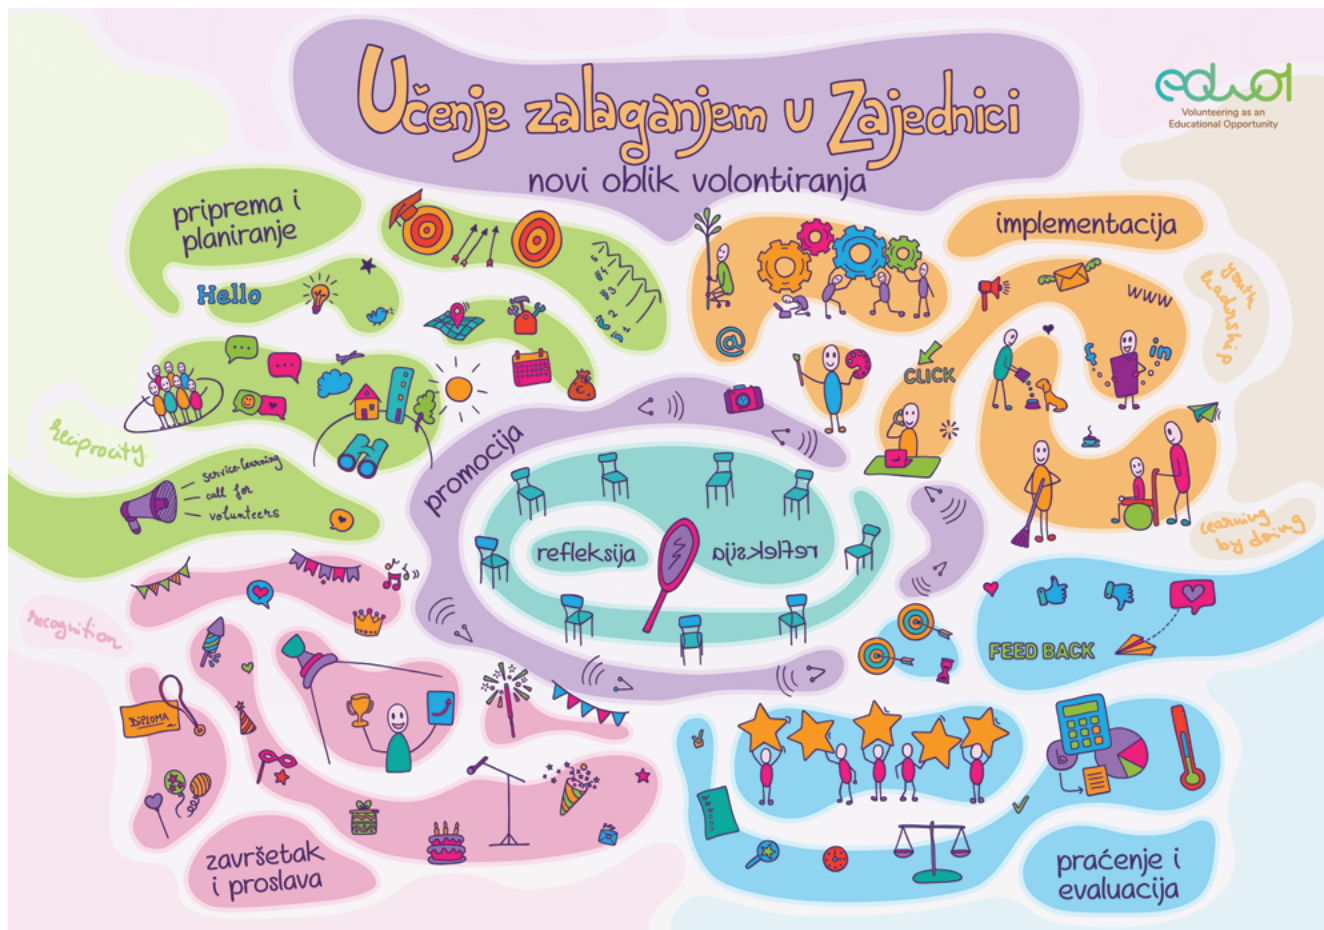 Učenje zalaganjem u Zajednici
novi oblik volontiranja
eduvol
Volunteering as an
Educational Opportunity
priprema i
planiranje
Hello
reciprocity
service-learning
call for
volunteers
implementacija
youth
leadership
www
@
CLICK
f
in
learning
by doing
promocija
refleksija
refleksija
recognition
DIPLOMA
završetak
i proslava
FEED BACK
praćenje i
evaluacija